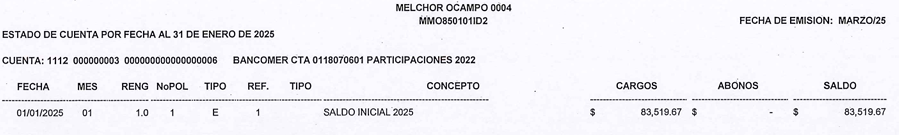 MELCHOR OCAMPO 0004
MMO850101ID2
FECHA DE EMISION: MARZO/25
ESTADO DE CUENTA POR FECHA AL 31 DE ENERO DE 2025
CUENTA: 1112 000000003 000000000000000006 BANCOMER CTA 0118070601 PARTICIPACIONES 2022
FECHA MES RENG NoPOL TIPO REF. TIPO CONCEPTO CARGOS ABONOS SALDO
01/01/2025 01 1.0 1 E 1 SALDO INICIAL 2025 $ 83,519.67 $ - $ 83,519.67